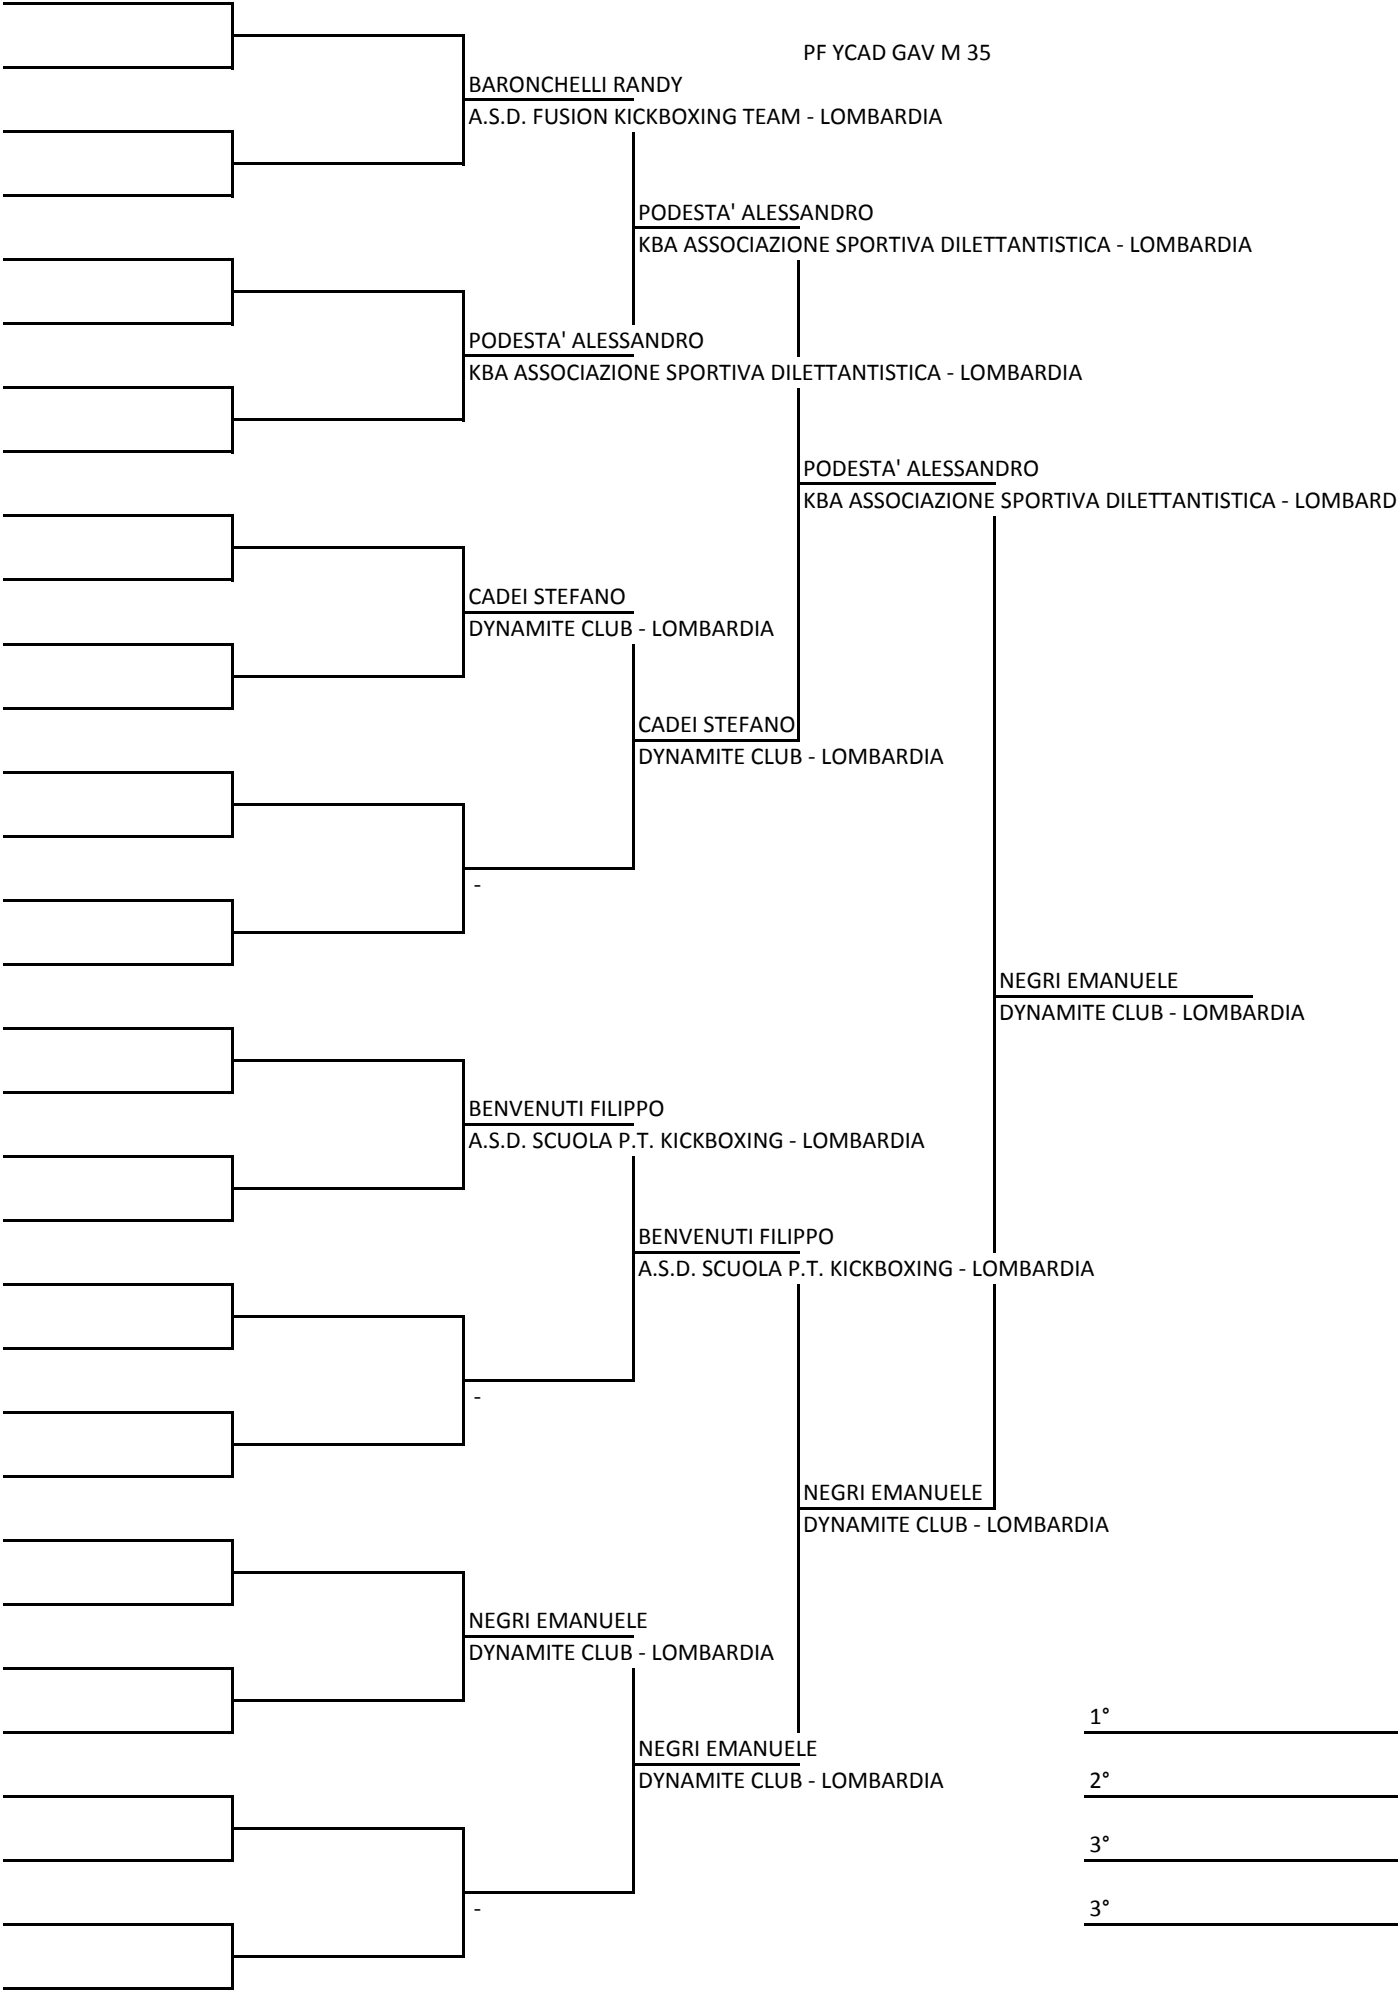 PF YCAD GAV M 35
BARONCHELLI RANDY
A.S.D. FUSION KICKBOXING TEAM - LOMBARDIA
PODESTA' ALESSANDRO
KBA ASSOCIAZIONE SPORTIVA DILETTANTISTICA - LOMBARDIA
PODESTA' ALESSANDRO
KBA ASSOCIAZIONE SPORTIVA DILETTANTISTICA - LOMBARDIA
PODESTA' ALESSANDRO
KBA ASSOCIAZIONE SPORTIVA DILETTANTISTICA - LOMBARD
CADEI STEFANO
DYNAMITE CLUB - LOMBARDIA
CADEI STEFANO
DYNAMITE CLUB - LOMBARDIA
-
NEGRI EMANUELE
DYNAMITE CLUB - LOMBARDIA
BENVENUTI FILIPPO
A.S.D. SCUOLA P.T. KICKBOXING - LOMBARDIA
BENVENUTI FILIPPO
A.S.D. SCUOLA P.T. KICKBOXING - LOMBARDIA
-
NEGRI EMANUELE
DYNAMITE CLUB - LOMBARDIA
NEGRI EMANUELE
DYNAMITE CLUB - LOMBARDIA
1°
NEGRI EMANUELE
DYNAMITE CLUB - LOMBARDIA
2°
3°
-
3°